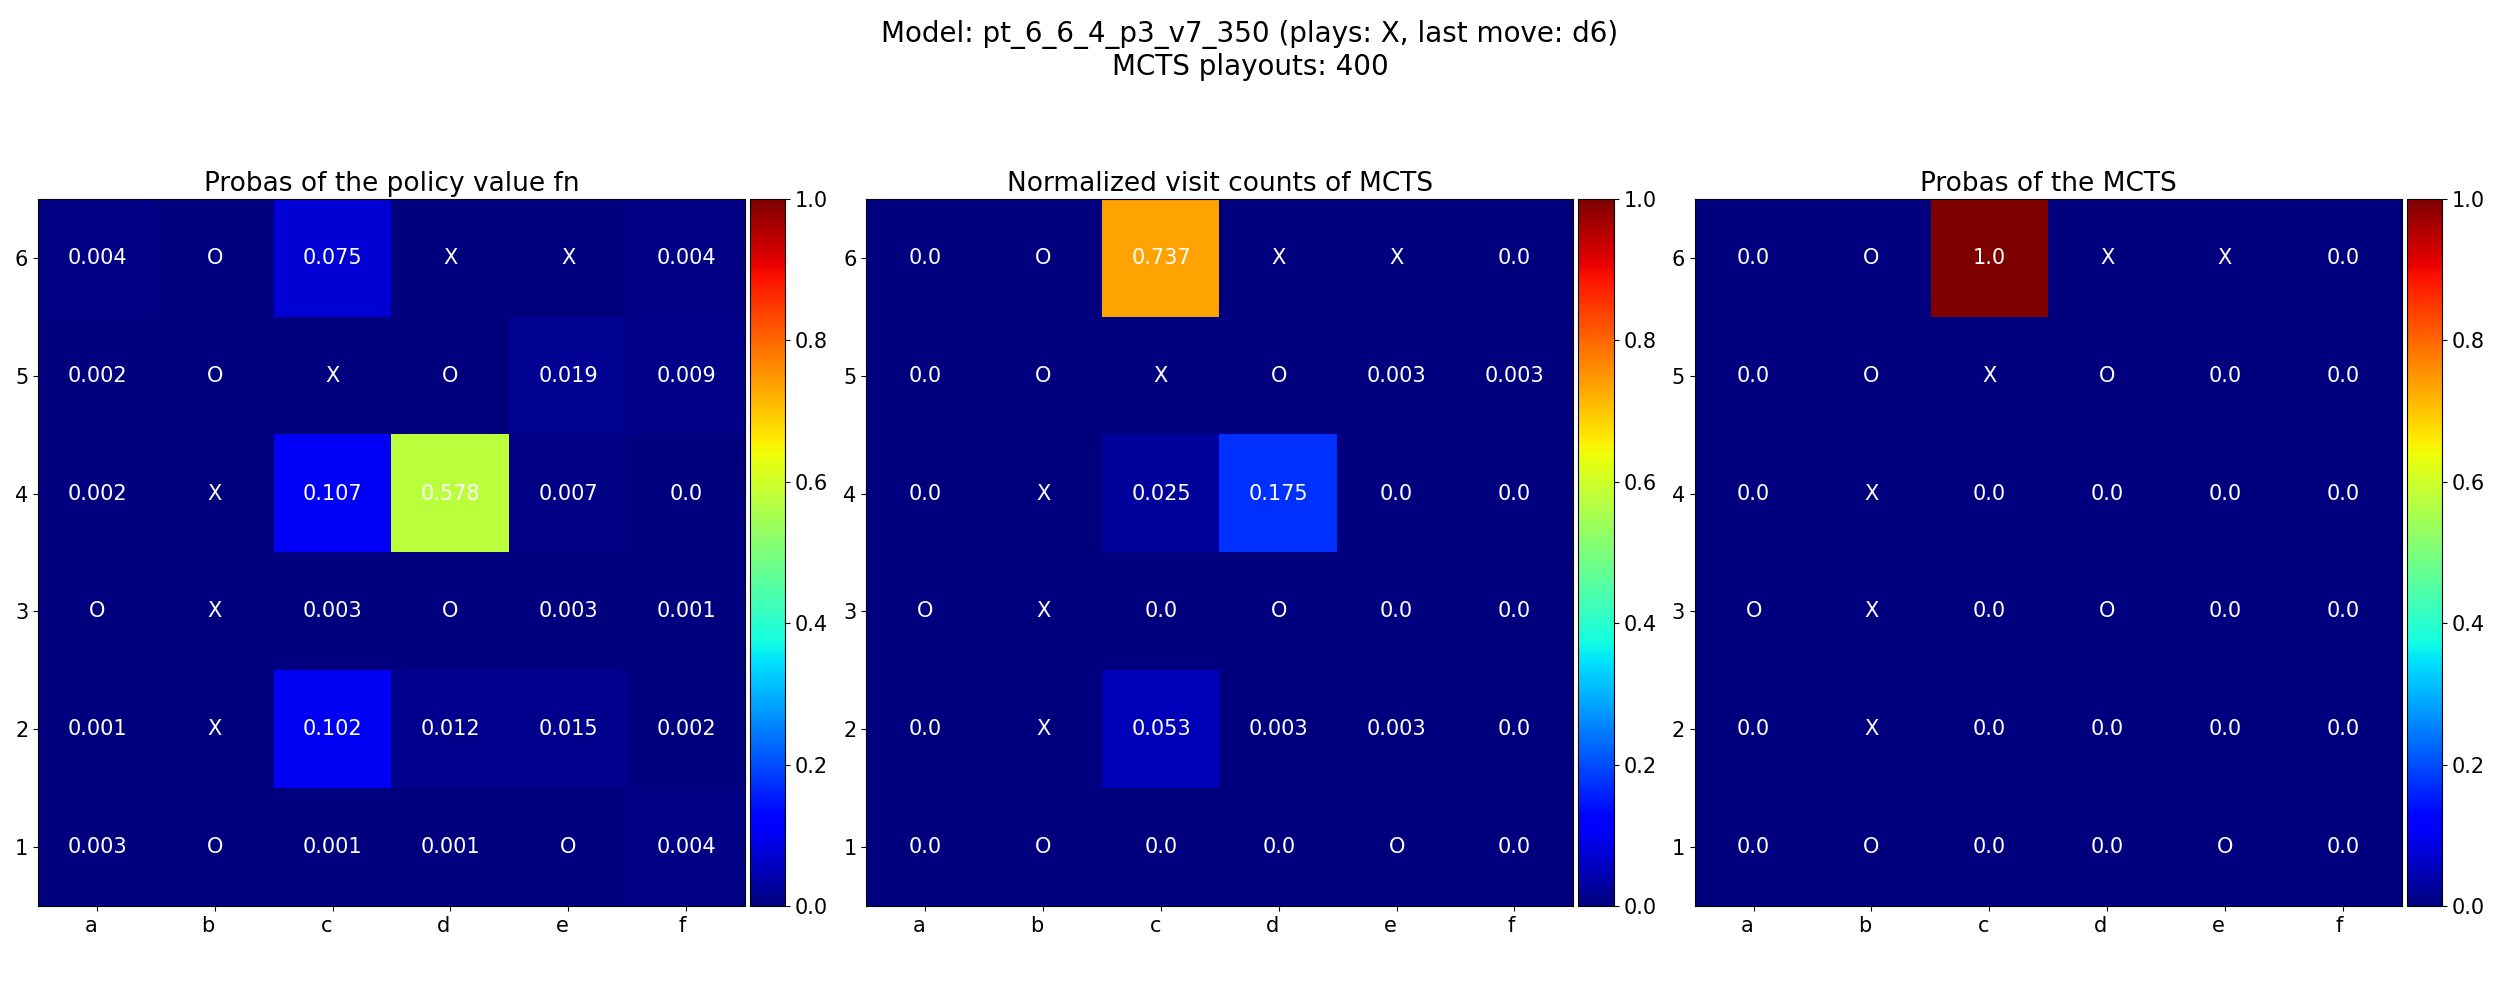 Model: pt_6_6_4_p3_v7_350 (plays: X, last move: d6)
MCTS playouts: 400
Probas of the policy value fn
1.0
6 0.004 O 0.075 X X 0.004
0.8
5 0.002 O X O 0.019 0.009
4 0.002 X 0.107 0.578 0.007 0.0
0.6
3 O X 0.003 O 0.003 0.001
0.4
2 0.001 X 0.102 0.012 0.015 0.002
0.2
1 0.003 O 0.001 0.001 O 0.004
0.0
a b c d e f
Normalized visit counts of MCTS
1.0
6 0.0 O 0.737 X X 0.0
0.8
5 0.0 O X O 0.003 0.003
4 0.0 X 0.025 0.175 0.0 0.0
0.6
3 O X 0.0 O 0.0 0.0
0.4
2 0.0 X 0.053 0.003 0.003 0.0
0.2
1 0.0 O 0.0 0.0 O 0.0
0.0
a b c d e f
Probas of the MCTS
1.0
6 0.0 O 1.0 X X 0.0
0.8
5 0.0 O X O 0.0 0.0
4 0.0 X 0.0 0.0 0.0 0.0
0.6
3 O X 0.0 O 0.0 0.0
0.4
2 0.0 X 0.0 0.0 0.0 0.0
0.2
1 0.0 O 0.0 0.0 O 0.0
0.0
a b c d e f